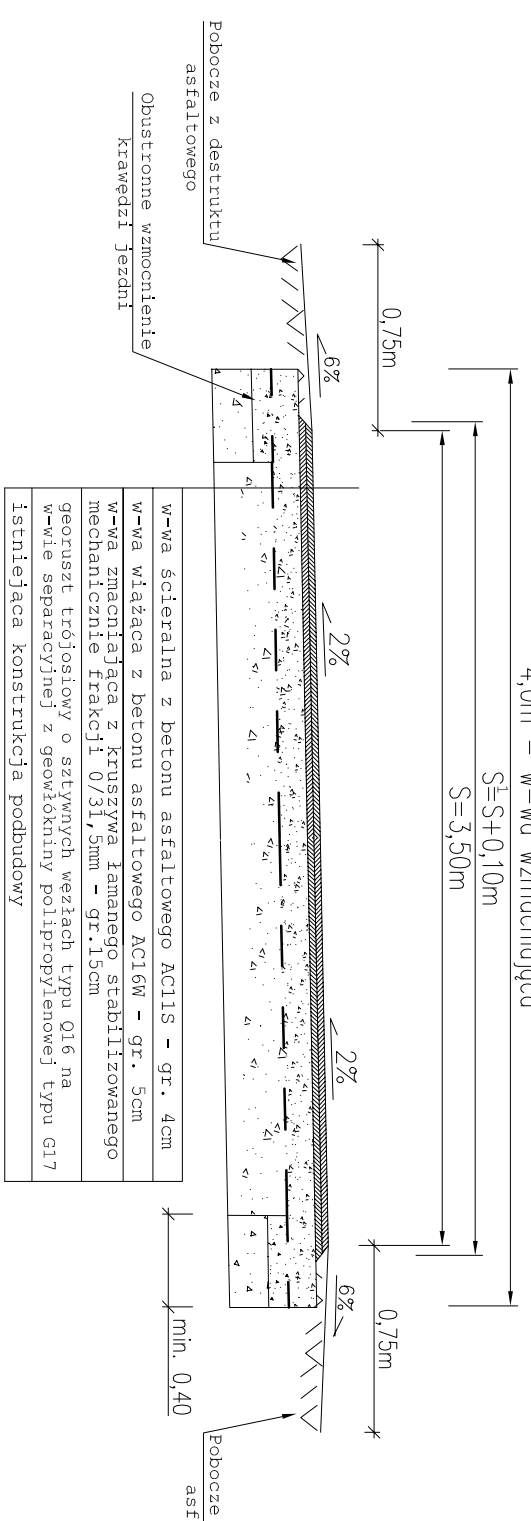 4,0m - w-wa wzmacniająca
S¹=S+0,10m
S=3,50m
0,75m
0,75m
6%
2%
2%
6%
Pobocze z destruktu
asfaltowego
Obustronne wzmocnienie
krawędzi jezdni
w-wa ścieralna z betonu asfaltowego AC11S - gr. 4cm
w-wa wiążąca z betonu asfaltowego AC16W - gr. 5cm
w-wa zmacniająca z kruszywa łamanego stabilizowanego
mechanicznie frakcji 0/31,5mm - gr.15cm
georuszt trójosiowy o sztywnych węzłach typu Q16 na
w-wie separacyjnej z geowłókniny polipropylenowej typu G17
istniejąca konstrukcja podbudowy
min. 0,40
Pobocze
asf